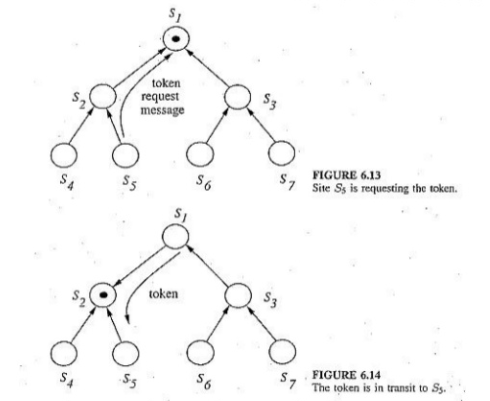 S1
token
request
message
S2
S3
S4
S5
S6
S7
FIGURE 6.13
Site S5 is requesting the token.
S1
token
S2
S3
S4
S5
S6
S7
FIGURE 6.14
The token is in transit to S5.